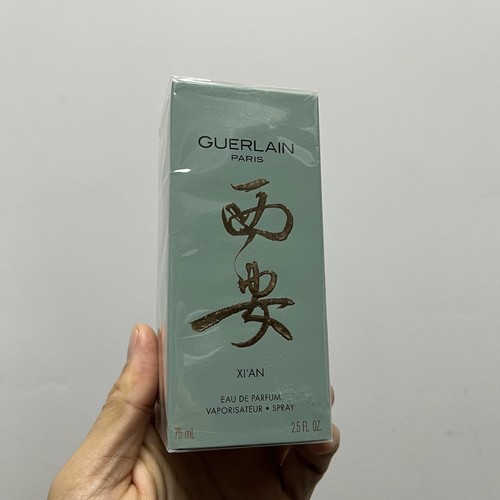 GUERLAIN
PARIS
西
安
XI'AN
EAU DE PARFUM
VAPORISATEUR • SPRAY
75 mL 2.5 FL. OZ.